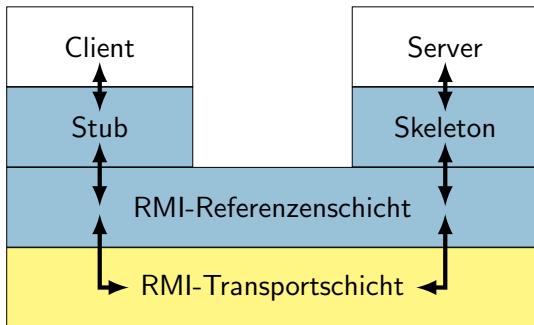 Client
Server
Stub
Skeleton
RMI-Referenzenschicht
RMI-Transportschicht